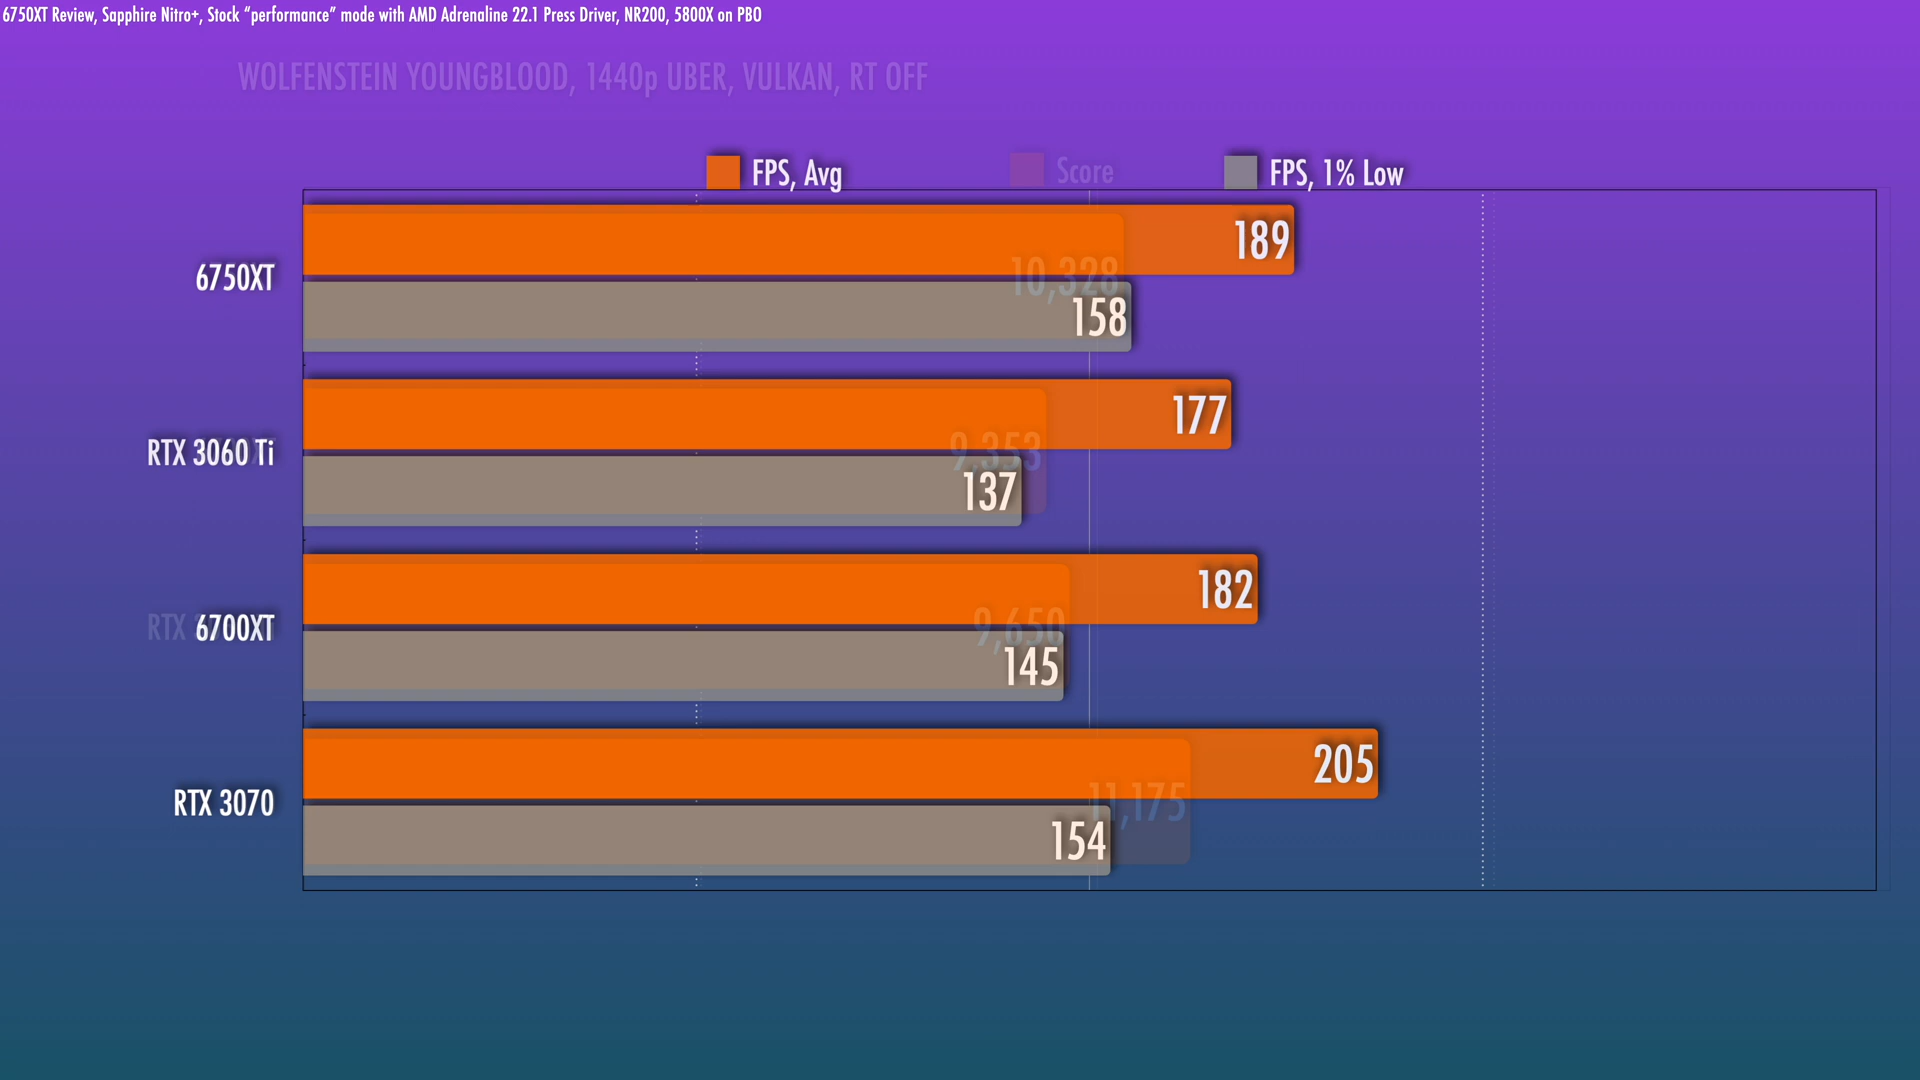 6750XT Review, Sapphire Nitro+, Stock “performance” mode with AMD Adrenaline 22.1 Press Driver, NR200, 5800X on PBO
WOLFENSTEIN YOUNGBLOOD, 1440p UBER, VULKAN, RT OFF
FPS, Avg Score FPS, 1% Low
189
6750XT 10,328
158
177
RTX 3060 Ti 9,353
137
182
RTX 6700XT 9,650
145
205
RTX 3070 11,175
154